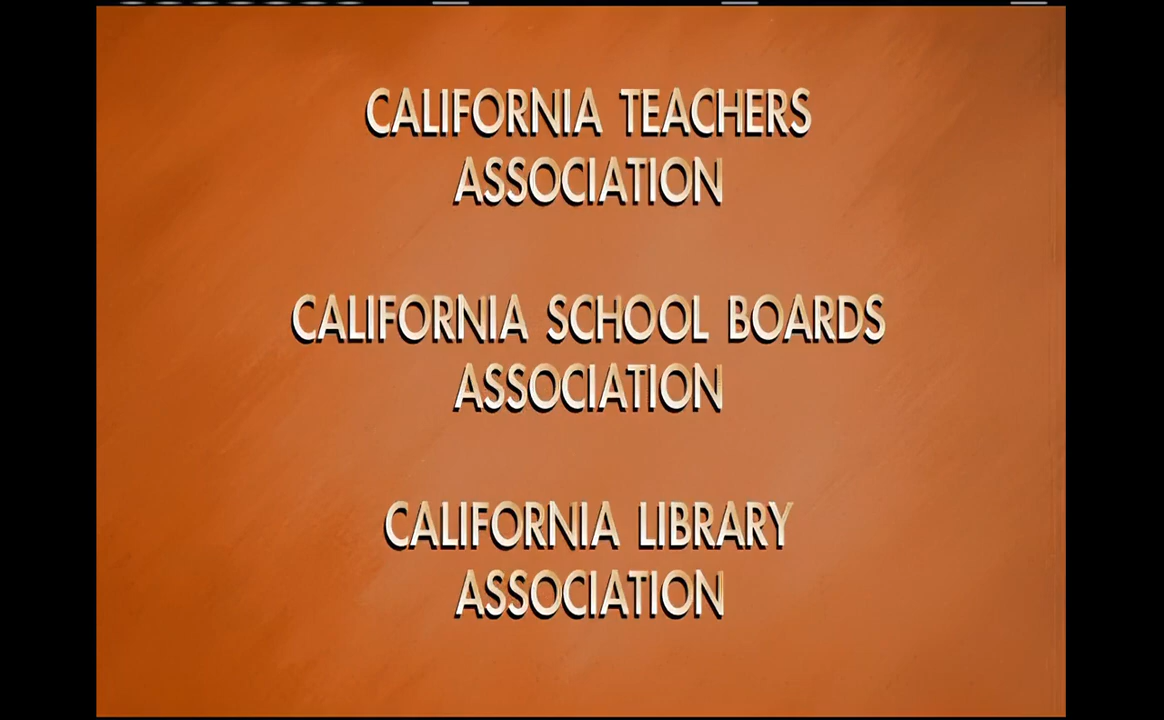 CALIFORNIA TEACHERS
ASSOCIATION
CALIFORNIA SCHOOL BOARDS
ASSOCIATION
CALIFORNIA LIBRARY
ASSOCIATION